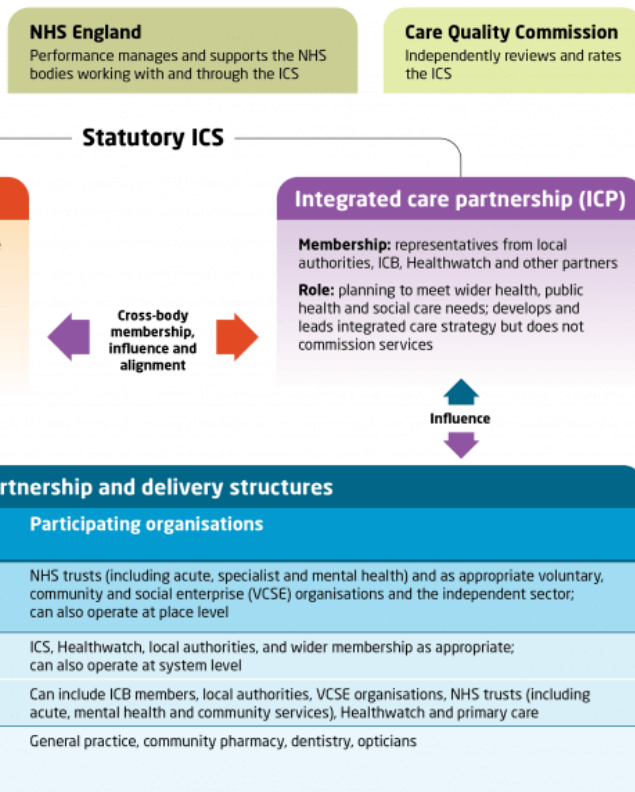 NHS England
Performance manages and supports the NHS
bodies working with and through the ICS
Care Quality Commission
Independently reviews and rates
the ICS
Statutory ICS
Integrated care partnership (ICP)
Membership: representatives from local
authorities, ICB, Healthwatch and other partners
Role: planning to meet wider health, public
health and social care needs; develops and
leads integrated care strategy but does not
commission services
Cross-body
membership,
influence and
alignment
Influence
rtnership and delivery structures
Participating organisations
NHS trusts (including acute, specialist and mental health) and as appropriate voluntary,
community and social enterprise (VCSE) organisations and the independent sector;
can also operate at place level
ICS, Healthwatch, local authorities, and wider membership as appropriate;
can also operate at system level
Can include ICB members, local authorities, VCSE organisations, NHS trusts (including
acute, mental health and community services), Healthwatch and primary care
General practice, community pharmacy, dentistry, opticians